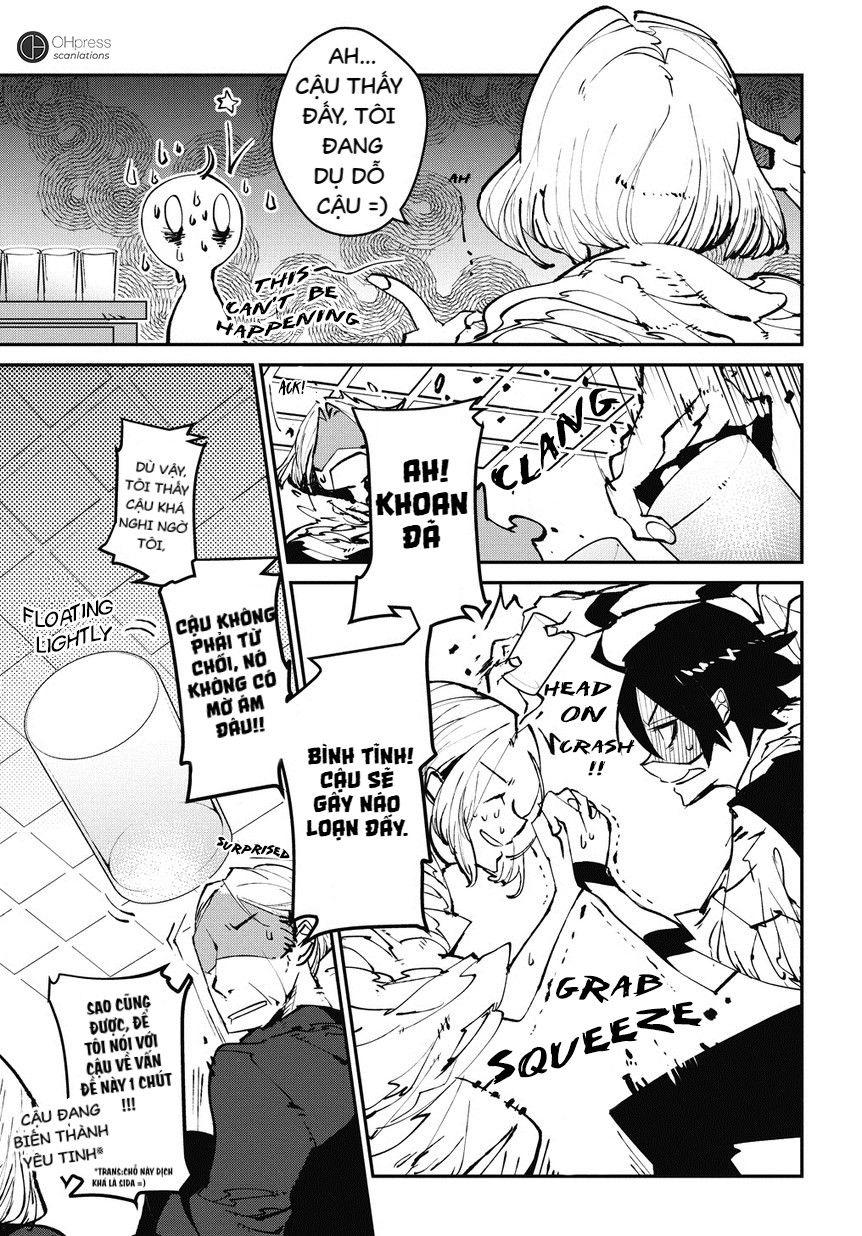 OHpress
scanlations
AH...
CẬU THẤY
ĐẤY, TÔI
ĐANG
DỤ DỖ
CẬU =)
AH
THIS
CAN'T BE
HAPPENING
CLANG
ACK!
AH!
KHOAN
ĐÃ
DÙ VẬY,
TÔI THẤY
CẬU KHÁ
NGHI NGỜ
TÔI,
CẬU KHÔNG
PHẢI TỪ
CHỐI, NÓ
KHÔNG CÓ
MỜ ÁM
ĐÂU!!
FLOATING
LIGHTLY
HEAD
ON
CRASH
!!
BÌNH TĨNH!
CẬU SẼ
GÂY NÁO
LOẠN ĐẤY.
GRAB
SQUEEZE
SURPRISED
SAO CŨNG
ĐƯỢC, ĐỂ
TÔI NÓI VỚI
CẬU VỀ VẤN
ĐỀ NÀY 1 CHÚT
!!!
CẬU ĐANG
BIẾN THÀNH
YÊU TINH*
*TRANS:CHỖ NÀY DỊCH
KHÁ LÀ SIDA =)